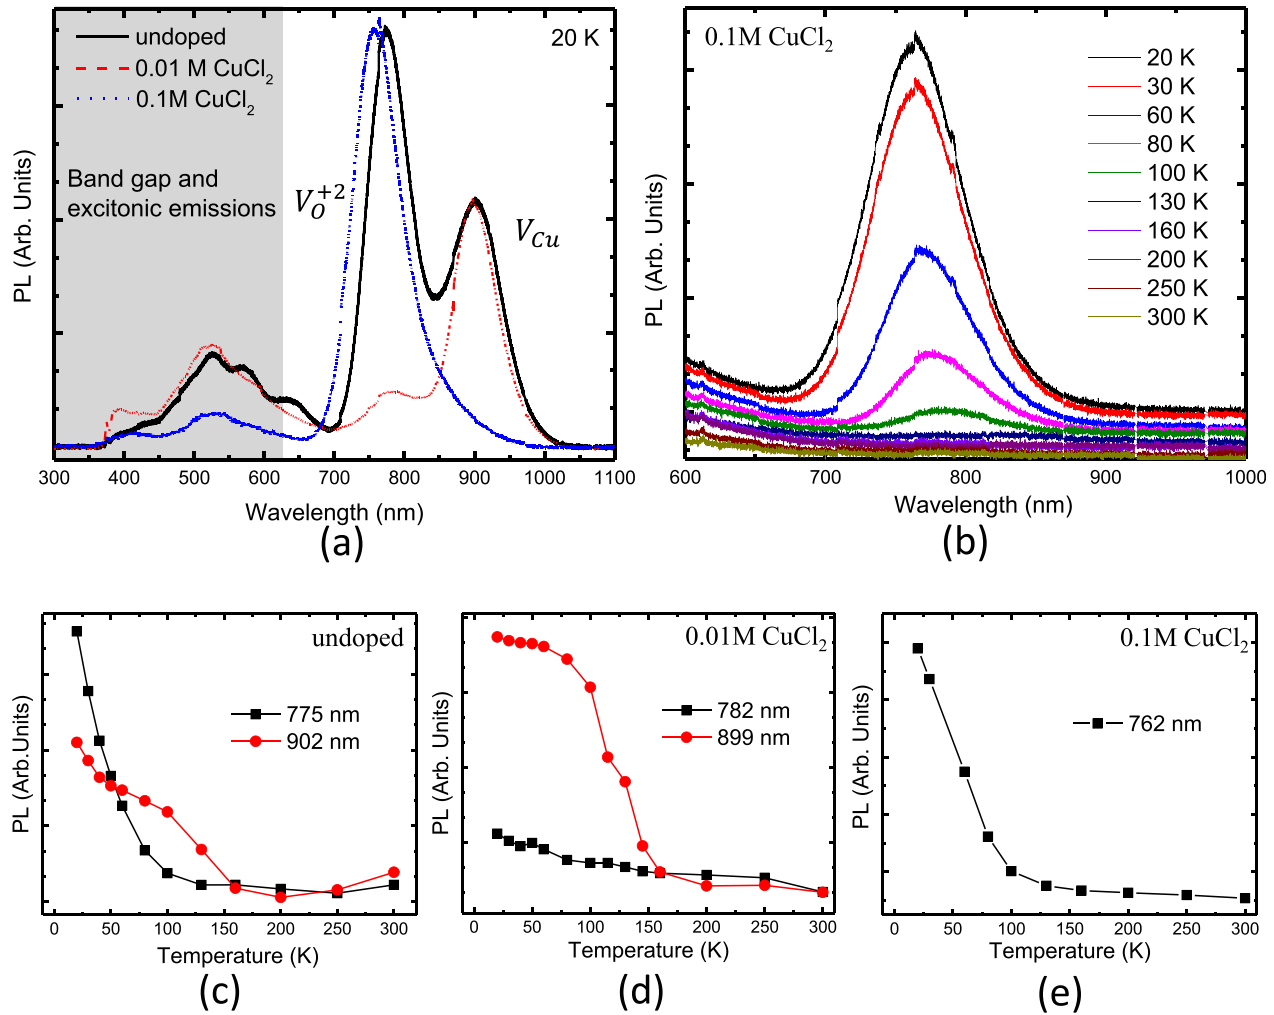 undoped
0.01 M CuCl₂
0.1M CuCl₂
20 K
Band gap and
excitonic emissions
V_O^{+2}
V_{Cu}
PL (Arb. Units)
300 400 500 600 700 800 900 1000 1100
Wavelength (nm)
(a)
0.1M CuCl₂
20 K
30 K
60 K
80 K
100 K
130 K
160 K
200 K
250 K
300 K
PL (Arb. Units)
600 700 800 900 1000
Wavelength (nm)
(b)
undoped
775 nm
902 nm
PL (Arb.Units)
0 50 100 150 200 250 300
Temperature (K)
(c)
0.01M CuCl₂
782 nm
899 nm
PL (Arb. Units)
0 50 100 150 200 250 300
Temperature (K)
(d)
0.1M CuCl₂
762 nm
PL (Arb. Units)
0 50 100 150 200 250 300
Temperature (K)
(e)